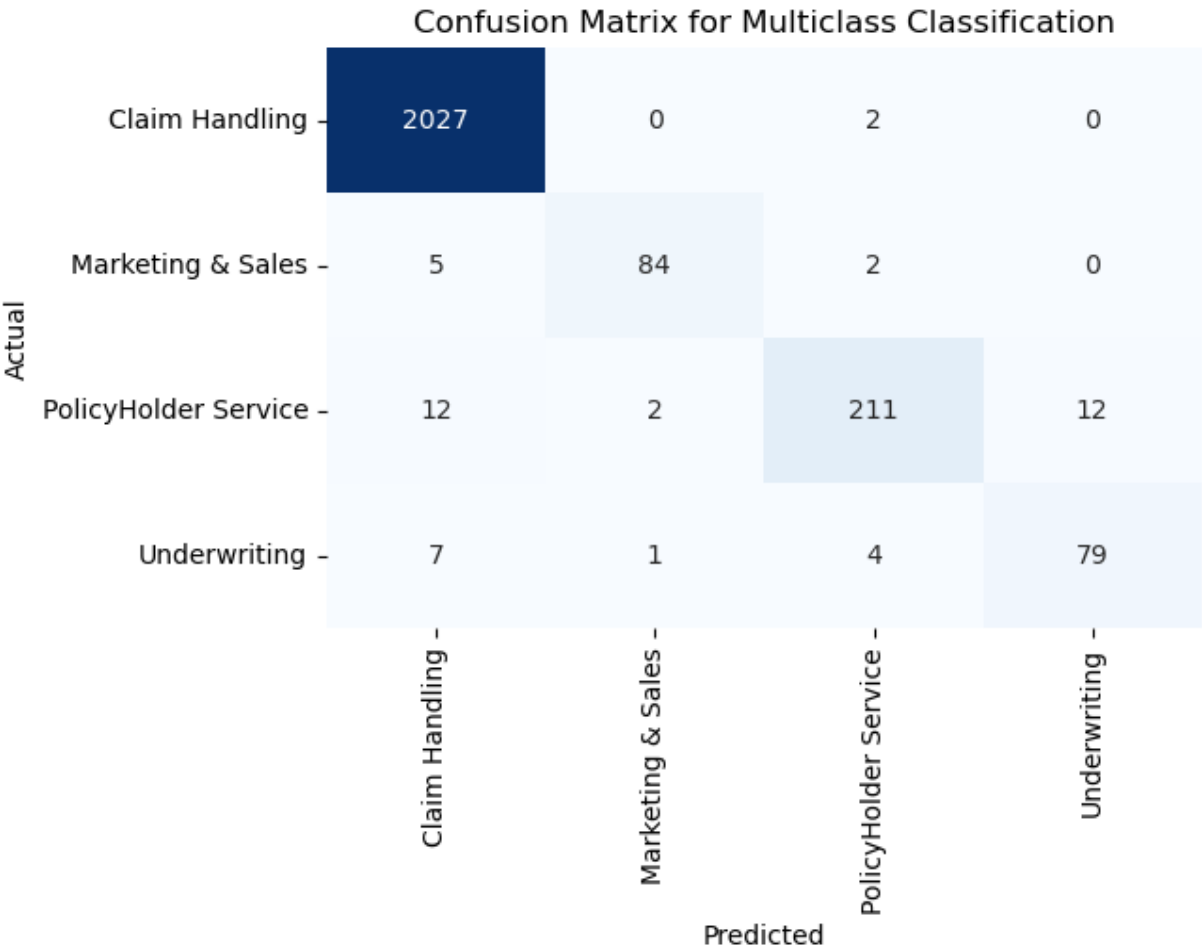 Confusion Matrix for Multiclass Classification
Actual
Claim Handling 2027 0 2 0
Marketing & Sales 5 84 2 0
PolicyHolder Service 12 2 211 12
Underwriting 7 1 4 79
Claim Handling
Marketing & Sales
PolicyHolder Service
Underwriting
Predicted